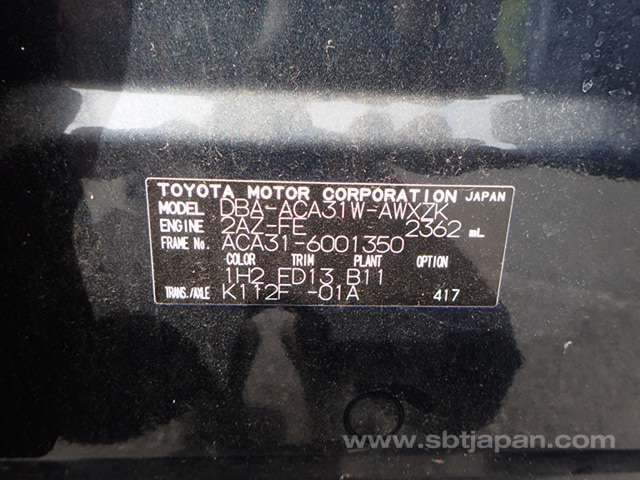 TOYOTA MOTOR CORPORATION JAPAN
MODEL DBA-ACA31W-AWXZK
ENGINE 2AZ-FE 2362 mL
FRAME No. ACA31-6001350
COLOR TRIM PLANT OPTION
1H2 FD13 B11
TRANS./AXLE K112F -01A 417
www.sbtjapan.com